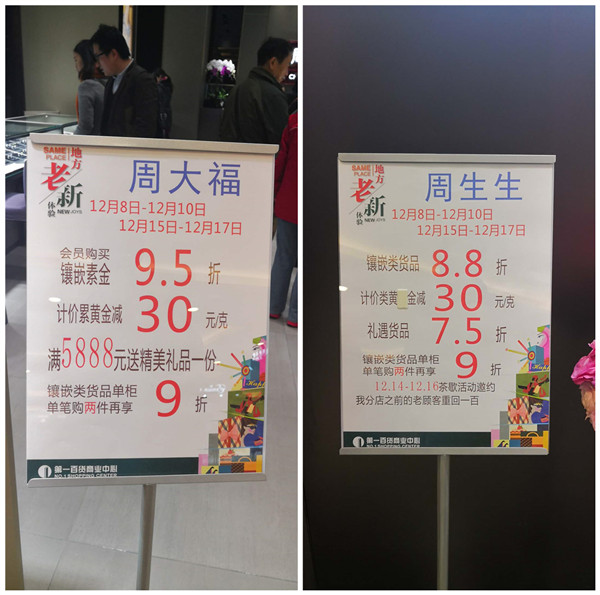 SAME PLACE
地方
老新
体验
NEW JOYS
周大福
12月8日-12月10日
12月15日-12月17日
会员购买
镶嵌素金 9.5 折
计价累黄金减 30 元/克
满5888元送精美礼品一份
镶嵌类货品单柜
单笔购两件再享 9 折
第一百货商业中心
NO.1 SHOPPING CENTER
SAME PLACE
地方
老新
体验
NEW JOYS
周生生
12月8日-12月10日
12月15日-12月17日
镶嵌类货品 8.8 折
计价类黄金减 30 元/克
礼遇货品 7.5 折
镶嵌类货品单柜
单笔购两件再享 9 折
12.14-12.16茶歇活动邀约
我分店之前的老顾客重回一百
第一百货商业中心
NO.1 SHOPPING CENTER